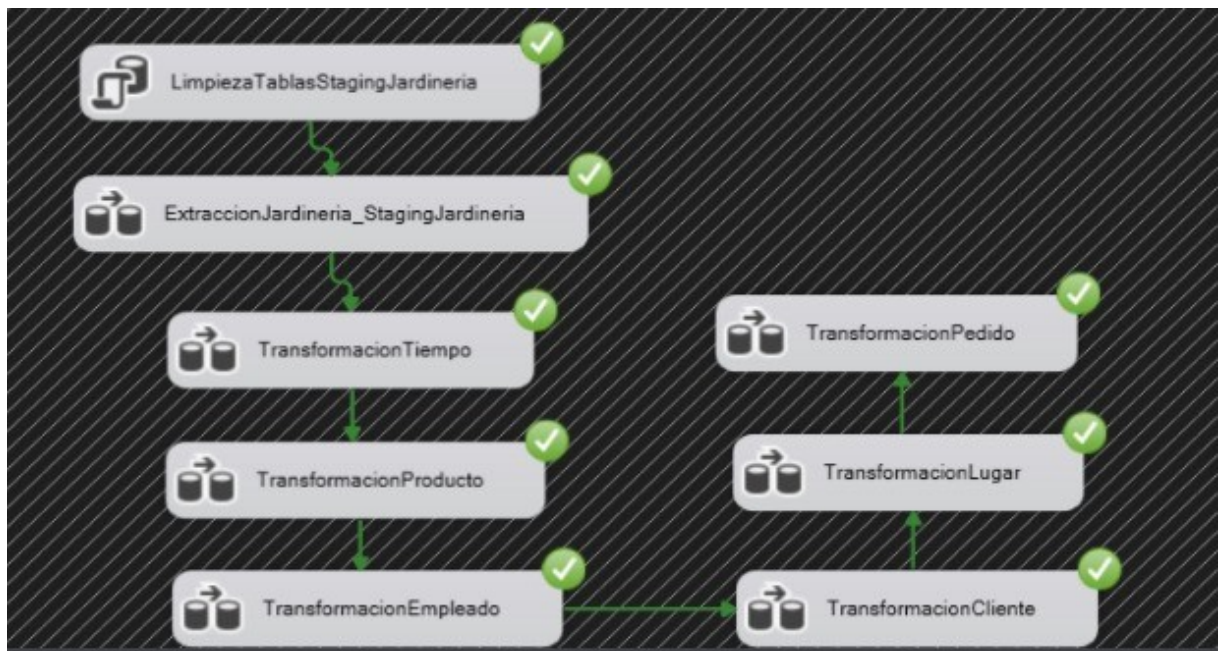 LimpiezaTablasStagingJardineria
ExtraccionJardineria_StagingJardineria
TransformacionTiempo
TransformacionProducto
TransformacionEmpleado
TransformacionCliente
TransformacionLugar
TransformacionPedido